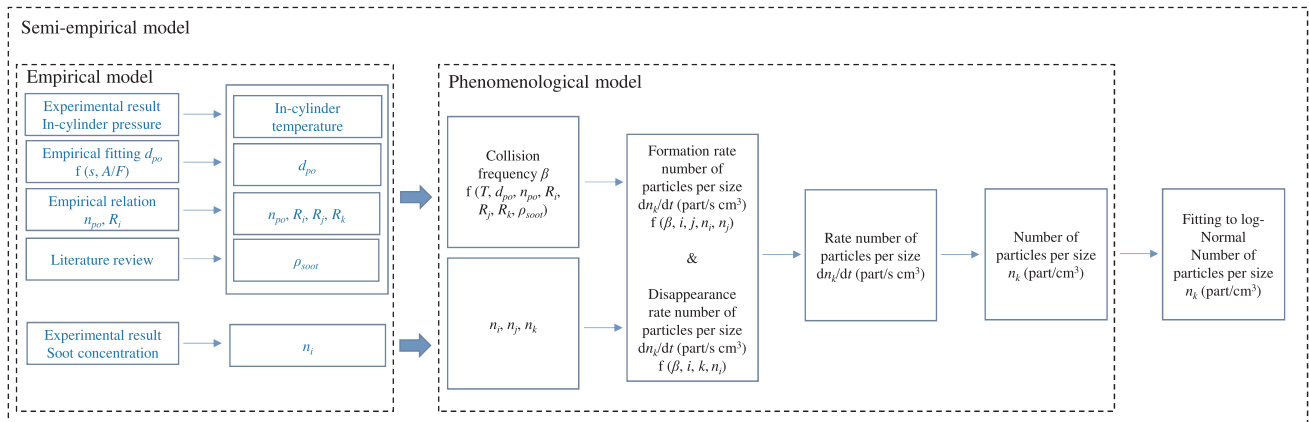 Semi-empirical model
Empirical model
Experimental result
In-cylinder pressure
In-cylinder
temperature
Empirical fitting d_po
f (s, A/F)
d_po
Empirical relation
n_po, R_i
n_po, R_i, R_j, R_k
Literature review
ρ_soot
Experimental result
Soot concentration
n_i
Phenomenological model
Collision
frequency β
f (T, d_po, n_po, R_i,
R_j, R_k, ρ_soot)
n_i, n_j, n_k
Formation rate
number of
particles per size
dn_k/dt (part/s cm³)
f (β, i, j, n_i, n_j)
&
Disappearance
rate number of
particles per size
dn_k/dt (part/s cm³)
f (β, i, k, n_i)
Rate number of
particles per size
dn_k/dt (part/s cm³)
Number of
particles per size
n_k (part/cm³)
Fitting to log-
Normal
Number of
particles per size
n_k (part/cm³)